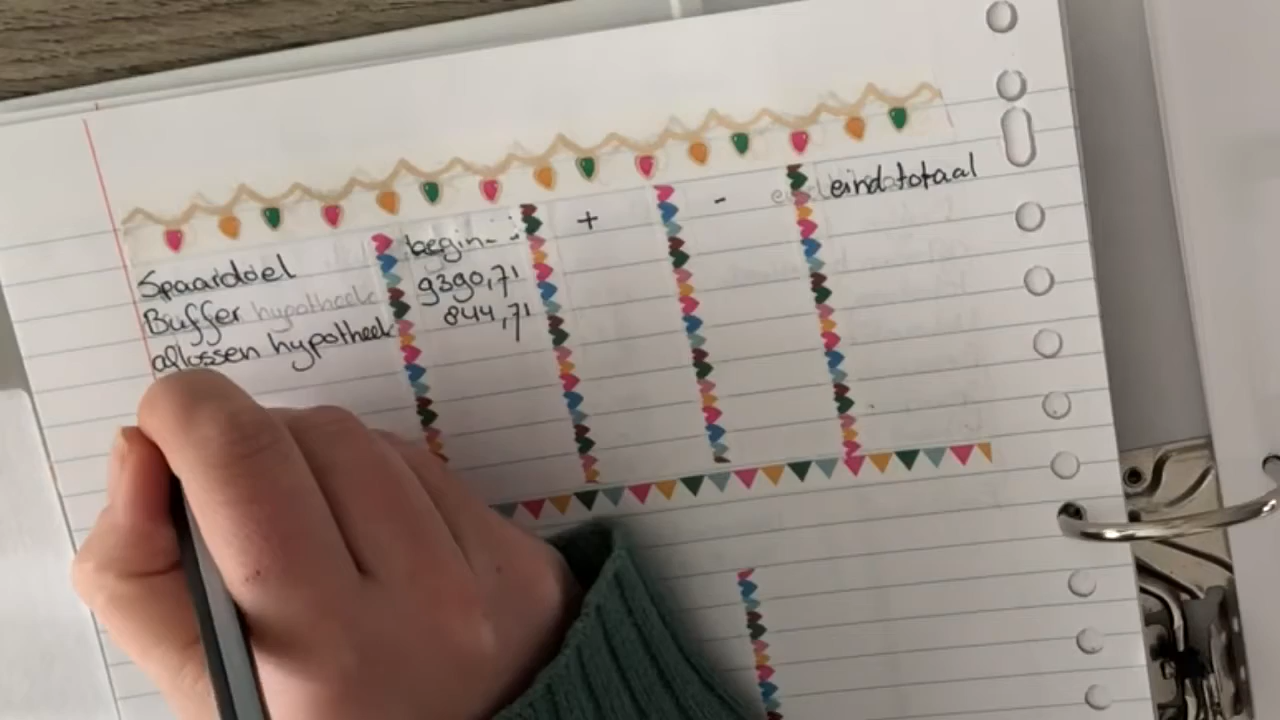 Spaardoel begin- + - eindtotaal
Buffer hypotheek 9390,71
aflossen hypotheek 844,71